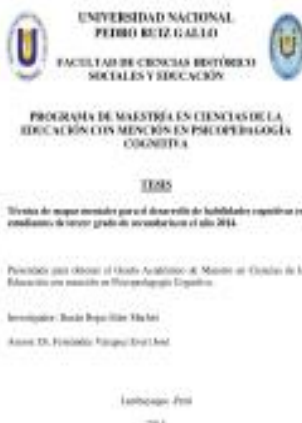 UNIVERSIDAD NACIONAL
PEDRO RUIZ GALLO
FACULTAD DE CIENCIAS HISTÓRICO
SOCIALES Y EDUCACIÓN
PROGRAMA DE MAESTRÍA EN CIENCIAS DE LA
EDUCACIÓN CON MENCIÓN EN PSICOPEDAGOGÍA
COGNITIVA
TESIS
Técnica de mapas mentales para el desarrollo de habilidades cognitivas en
estudiantes de tercer grado de secundaria en el año 2014.
Presentada para obtener el Grado Académico de Maestro en Ciencias de la
Educación con mención en Psicopedagogía Cognitiva.
Investigador:
Asesor: Dr. Fernández Vásquez José
Lambayeque -Perú